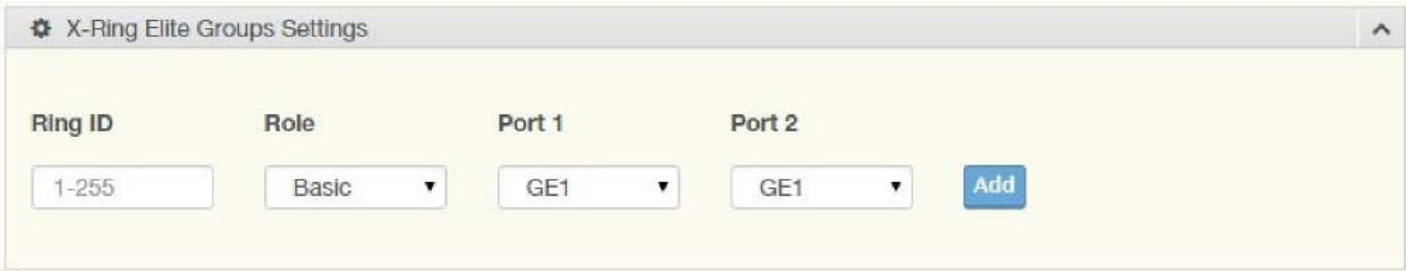 X-Ring Elite Groups Settings
Ring ID Role Port 1 Port 2
1-255 Basic GE1 GE1 Add